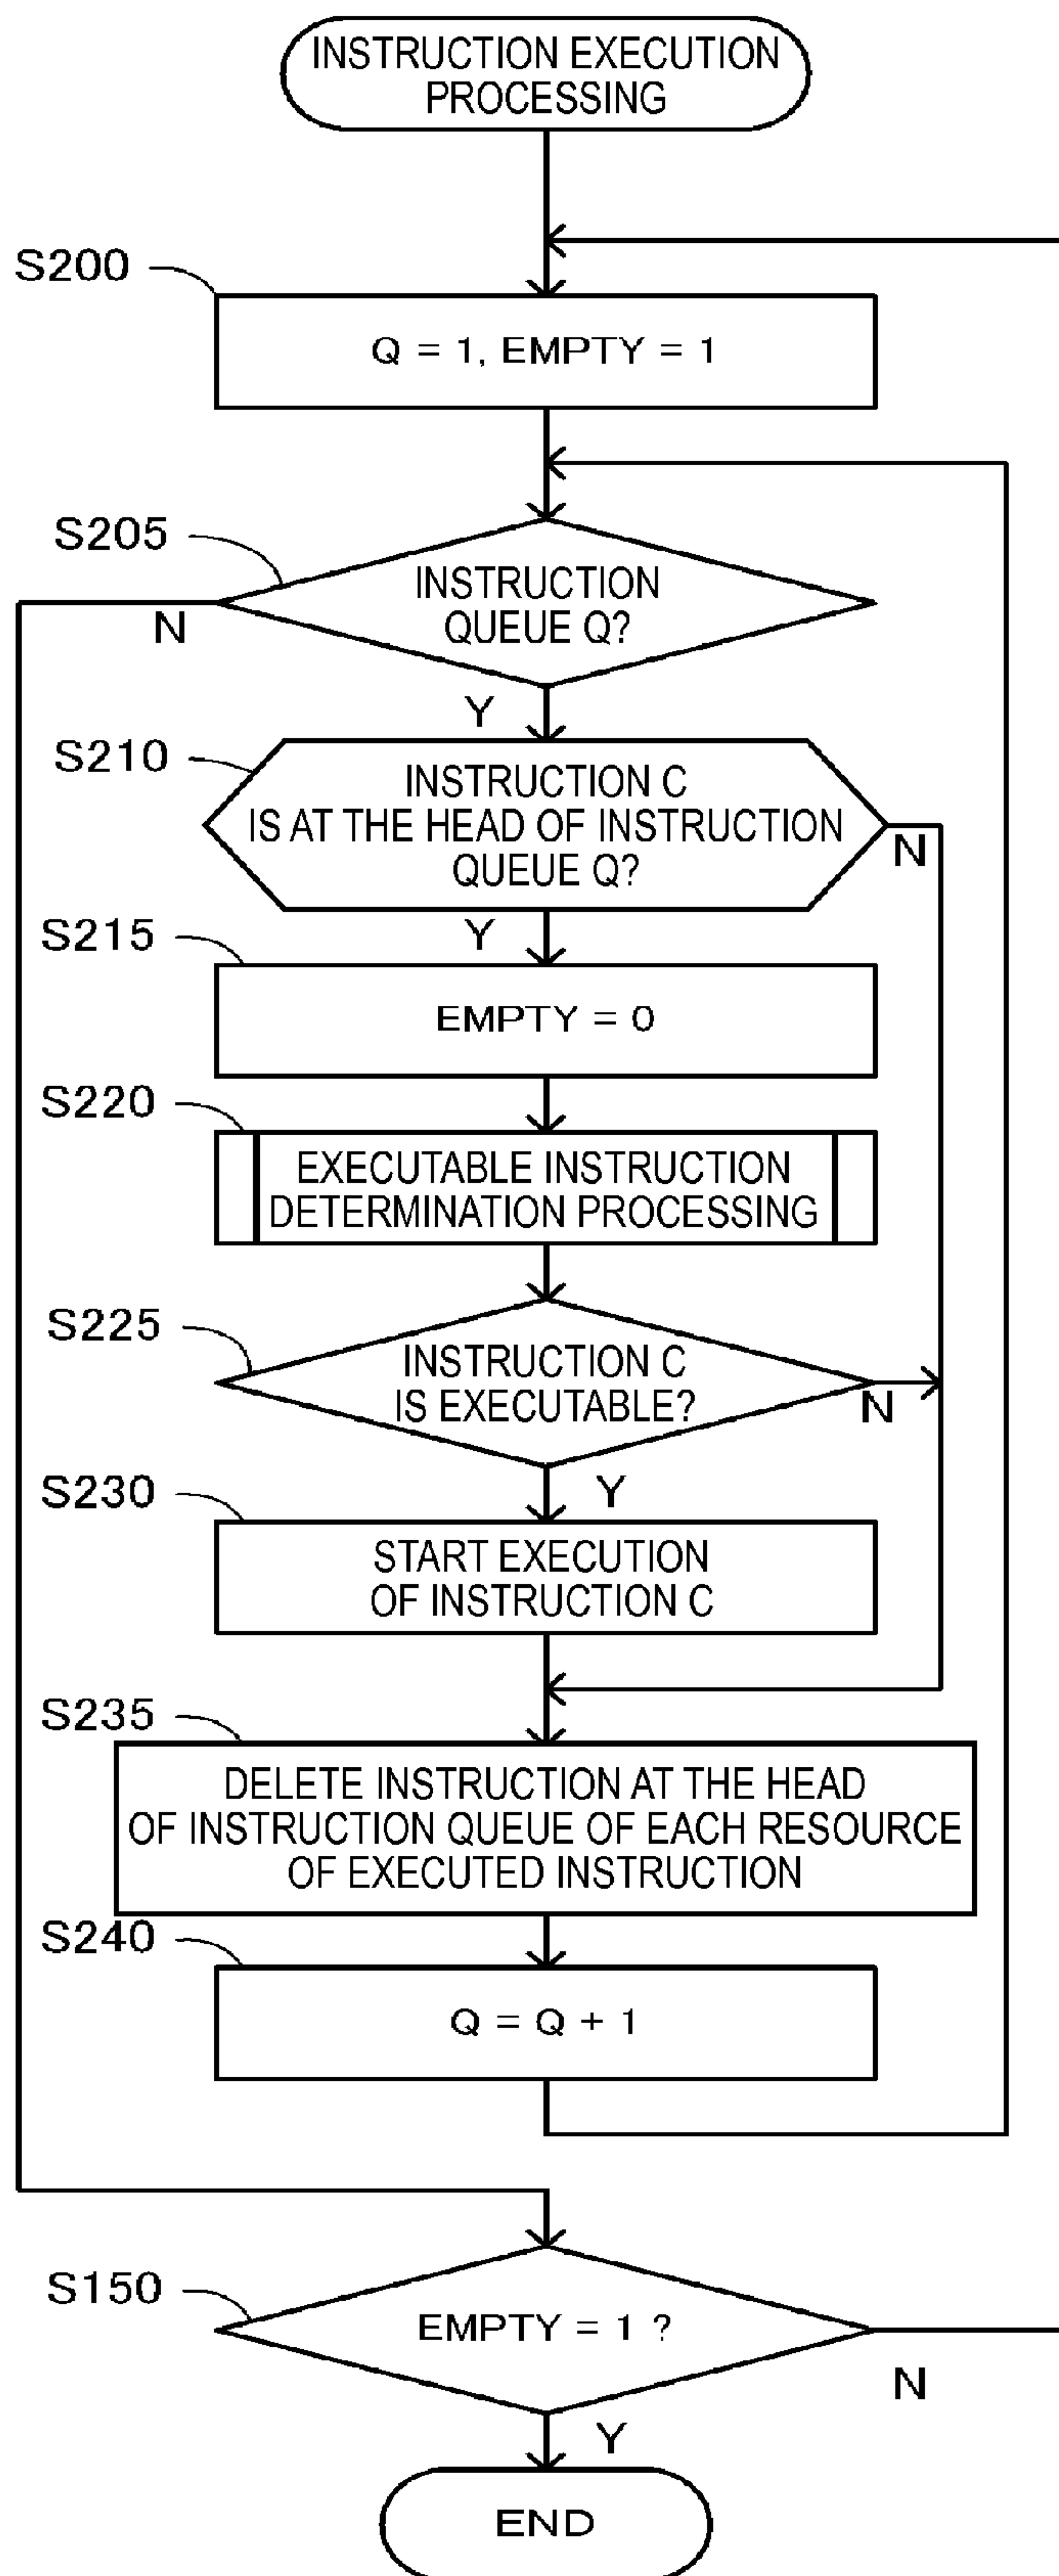 INSTRUCTION EXECUTION
PROCESSING
S200
Q = 1, EMPTY = 1
S205
INSTRUCTION
QUEUE Q?
N
Y
S210
INSTRUCTION C
IS AT THE HEAD OF INSTRUCTION
QUEUE Q?
N
Y
S215
EMPTY = 0
S220
EXECUTABLE INSTRUCTION
DETERMINATION PROCESSING
S225
INSTRUCTION C
IS EXECUTABLE?
N
Y
S230
START EXECUTION
OF INSTRUCTION C
S235
DELETE INSTRUCTION AT THE HEAD
OF INSTRUCTION QUEUE OF EACH RESOURCE
OF EXECUTED INSTRUCTION
S240
Q = Q + 1
S150
EMPTY = 1 ?
N
Y
END